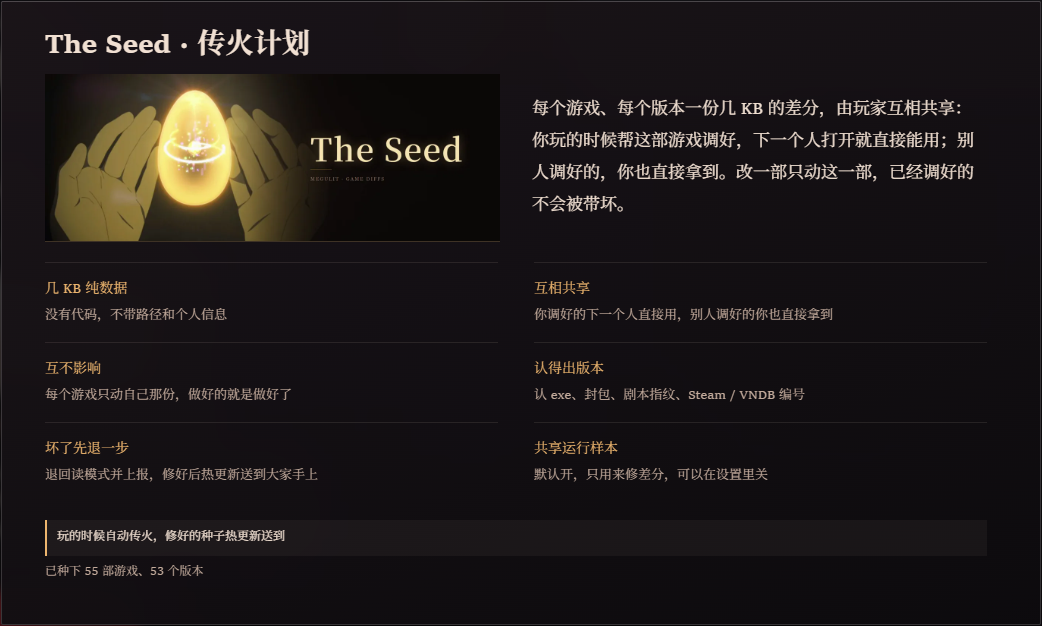 The Seed · 传火计划
The Seed
每个游戏、每个版本一份几 KB 的差分，由玩家互相共享：
你玩的时候帮这部游戏调好，下一个人打开就直接能用；别
人调好的，你也直接拿到。改一部只动这一部，已经调好的
不会被带坏。
几 KB 纯数据
没有代码，不带路径和个人信息
互相共享
你调好的下一个人直接用，别人调好的你也直接拿到
互不影响
每个游戏只动自己那份，做好的就是做好了
认得出版本
认 exe、封包、剧本指纹、Steam / VNDB 编号
坏了先退一步
退回读模式并上报，修好后热更新送到大家手上
共享运行样本
默认开，只用来修差分，可以在设置里关
玩的时候自动传火，修好的种子热更新送到
已种下 55 部游戏、53 个版本